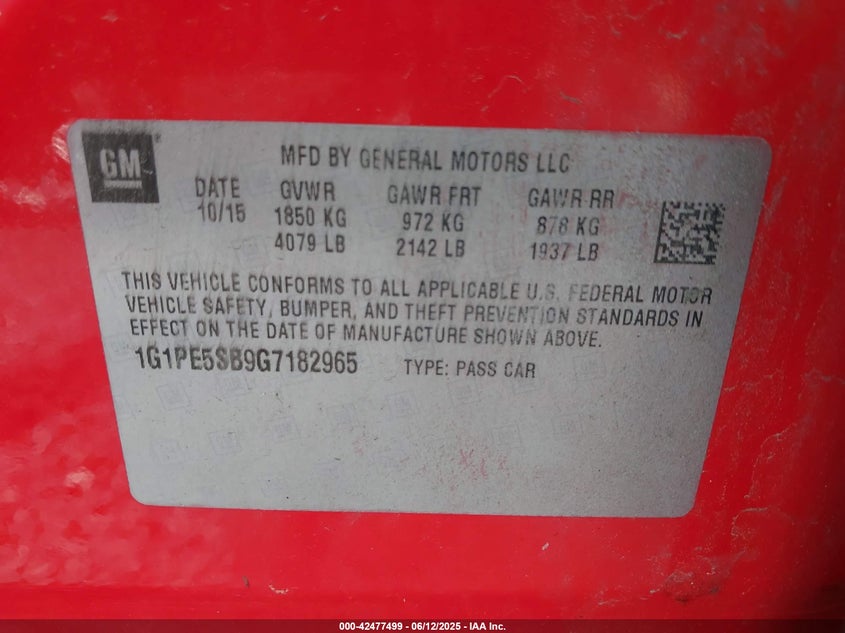 GM
MFD BY GENERAL MOTORS LLC
DATE GVWR GAWR FRT GAWR RR
10/15 1850 KG 972 KG 878 KG
4079 LB 2142 LB 1937 LB
THIS VEHICLE CONFORMS TO ALL APPLICABLE U.S. FEDERAL MOTOR
VEHICLE SAFETY, BUMPER, AND THEFT PREVENTION STANDARDS IN
EFFECT ON THE DATE OF MANUFACTURE SHOWN ABOVE.
1G1PE5SB9G7182965 TYPE: PASS CAR
000-42477499 - 06/12/2025 - IAA Inc.